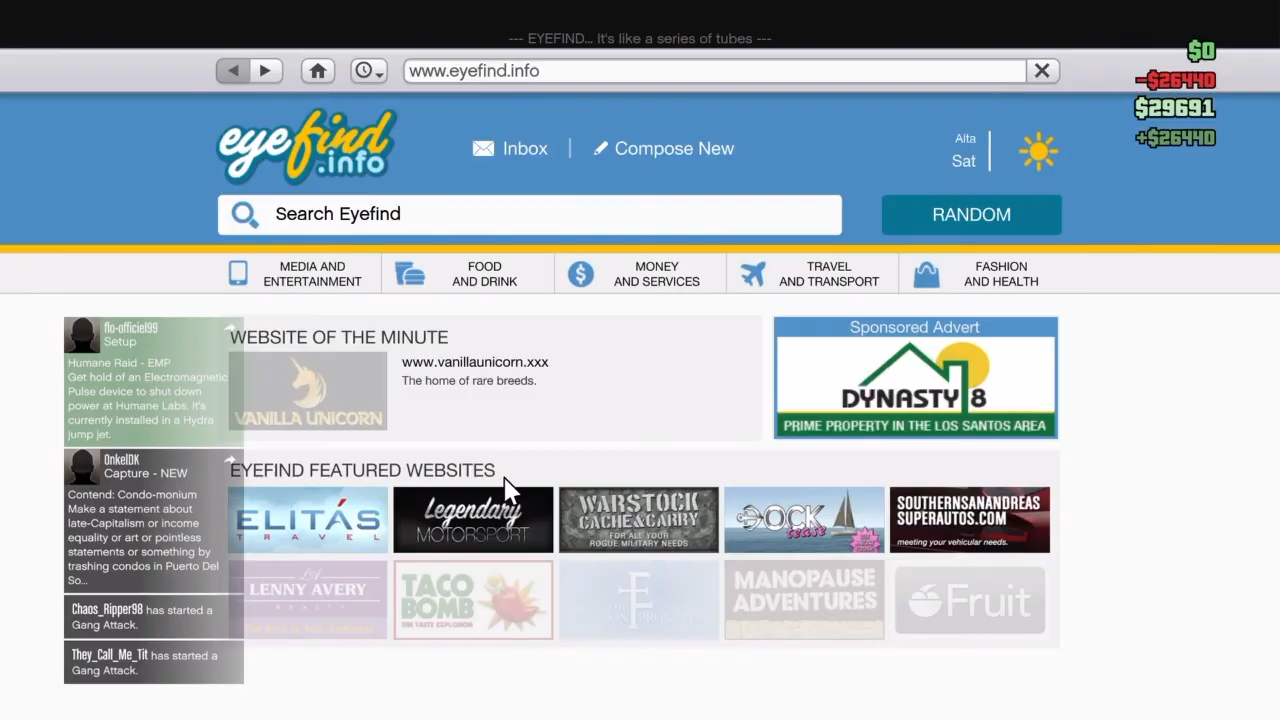 --- EYEFIND... It's like a series of tubes ---
$0
www.eyefind.info
-$26440
$29691
+$26440
eyefind
.info
Inbox
Compose New
Alta
Sat
Search Eyefind
RANDOM
MEDIA AND
ENTERTAINMENT
FOOD
AND DRINK
MONEY
AND SERVICES
TRAVEL
AND TRANSPORT
FASHION
AND HEALTH
flo-officiel99
Setup
Humane Raid - EMP
Get hold of an Electromagnetic
Pulse device to shut down
power at Humane Labs. It's
currently installed in a Hydra
jump jet.
WEBSITE OF THE MINUTE
VANILLA UNICORN
www.vanillaunicorn.xxx
The home of rare breeds.
Sponsored Advert
DYNASTY 8
PRIME PROPERTY IN THE LOS SANTOS AREA
OnkelDK
Capture - NEW
Contend: Condo-monium
Make a statement about
late-Capitalism or income
equality or art or pointless
statements or something by
trashing condos in Puerto Del
So...
Chaos_Ripper98 has started a
Gang Attack.
They_Call_Me_Tit has started a
Gang Attack.
EYEFIND FEATURED WEBSITES
ELITÁS
TRAVEL
Legendary
MOTORSPORT
WARSTOCK
CACHE & CARRY
FOR ALL YOUR
ROGUE MILITARY NEEDS
DOCK
tease
SOUTHERNSANANDREAS
SUPERAUTOS.COM
meeting your vehicular needs.
LENNY AVERY
REALTY
TACO
BOMB
THE TASTE EXPLOSION
MANOPAUSE
ADVENTURES
Fruit